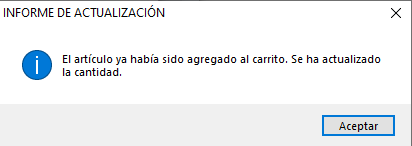 INFORME DE ACTUALIZACIÓN
El artículo ya había sido agregado al carrito. Se ha actualizado
la cantidad.
Aceptar